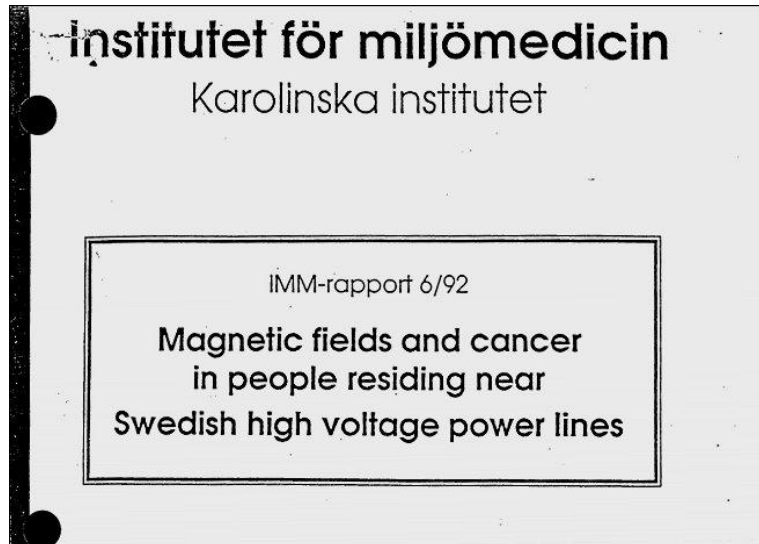 Institutet för miljömedicin
Karolinska institutet
IMM-rapport 6/92
Magnetic fields and cancer
in people residing near
Swedish high voltage power lines